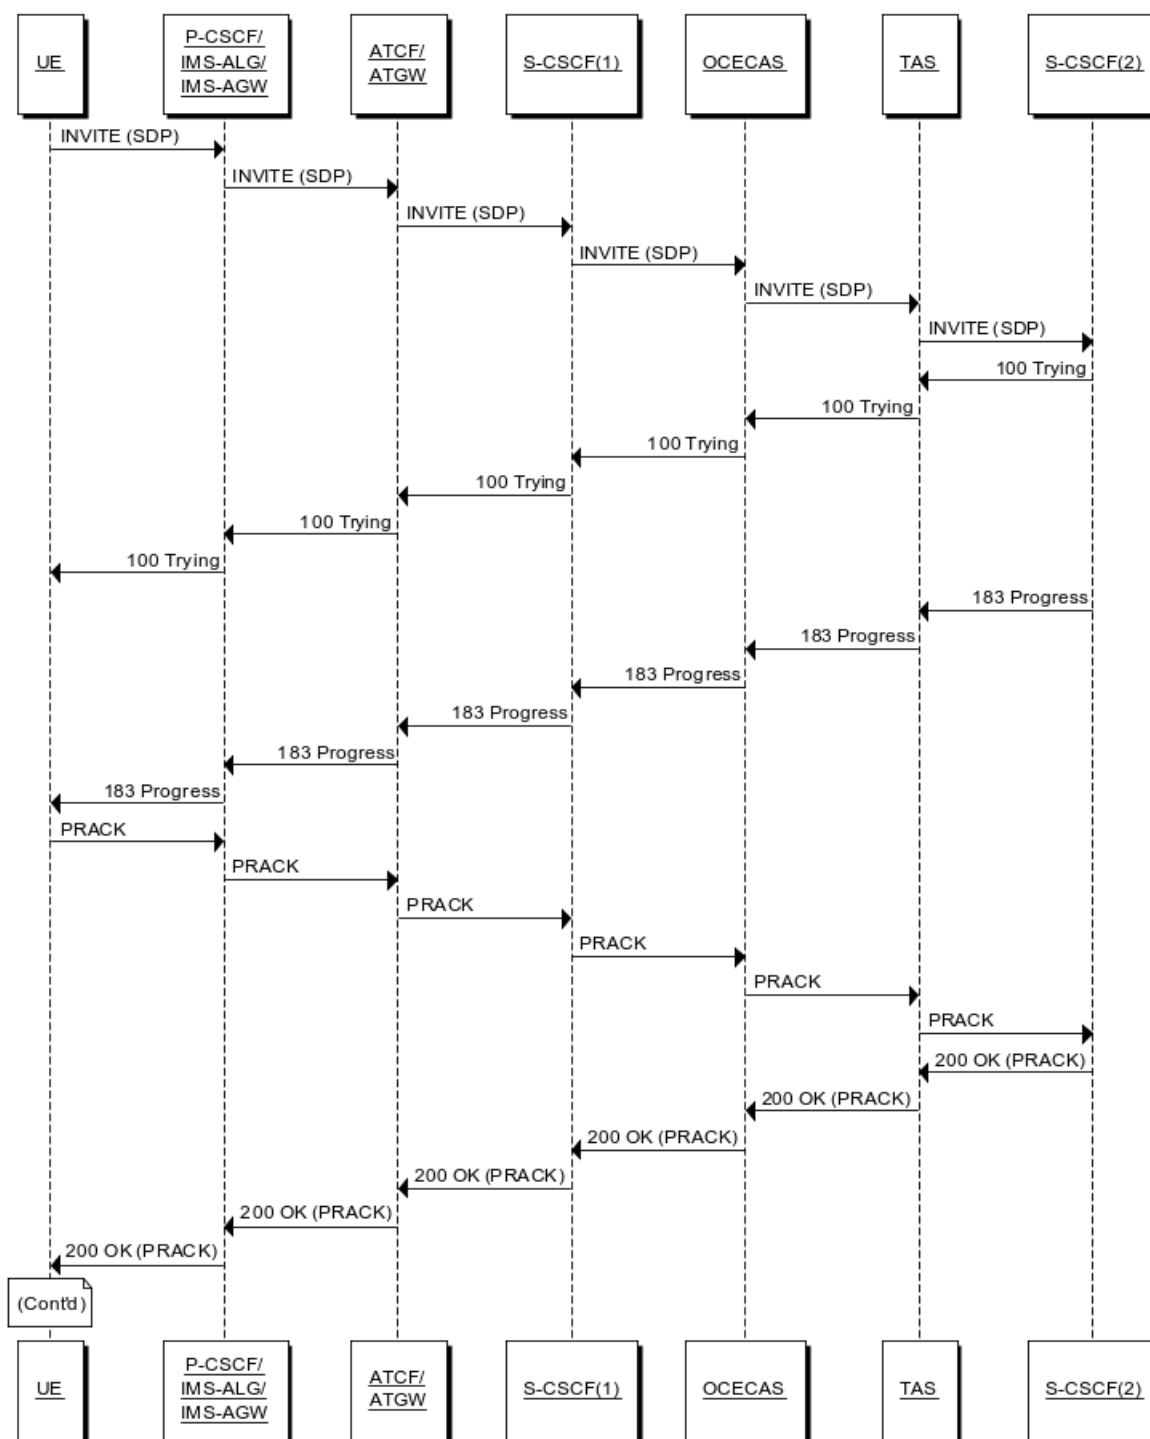 UE
P-CSCF/
IMS-ALG/
IMS-AGW
ATCF/
ATGW
S-CSCF(1)
OCECAS
TAS
S-CSCF(2)
INVITE (SDP)
INVITE (SDP)
INVITE (SDP)
INVITE (SDP)
INVITE (SDP)
INVITE (SDP)
100 Trying
100 Trying
100 Trying
100 Trying
100 Trying
100 Trying
183 Progress
183 Progress
183 Progress
183 Progress
183 Progress
183 Progress
PRACK
PRACK
PRACK
PRACK
PRACK
PRACK
200 OK (PRACK)
200 OK (PRACK)
200 OK (PRACK)
200 OK (PRACK)
200 OK (PRACK)
200 OK (PRACK)
(Cont'd)
UE
P-CSCF/
IMS-ALG/
IMS-AGW
ATCF/
ATGW
S-CSCF(1)
OCECAS
TAS
S-CSCF(2)